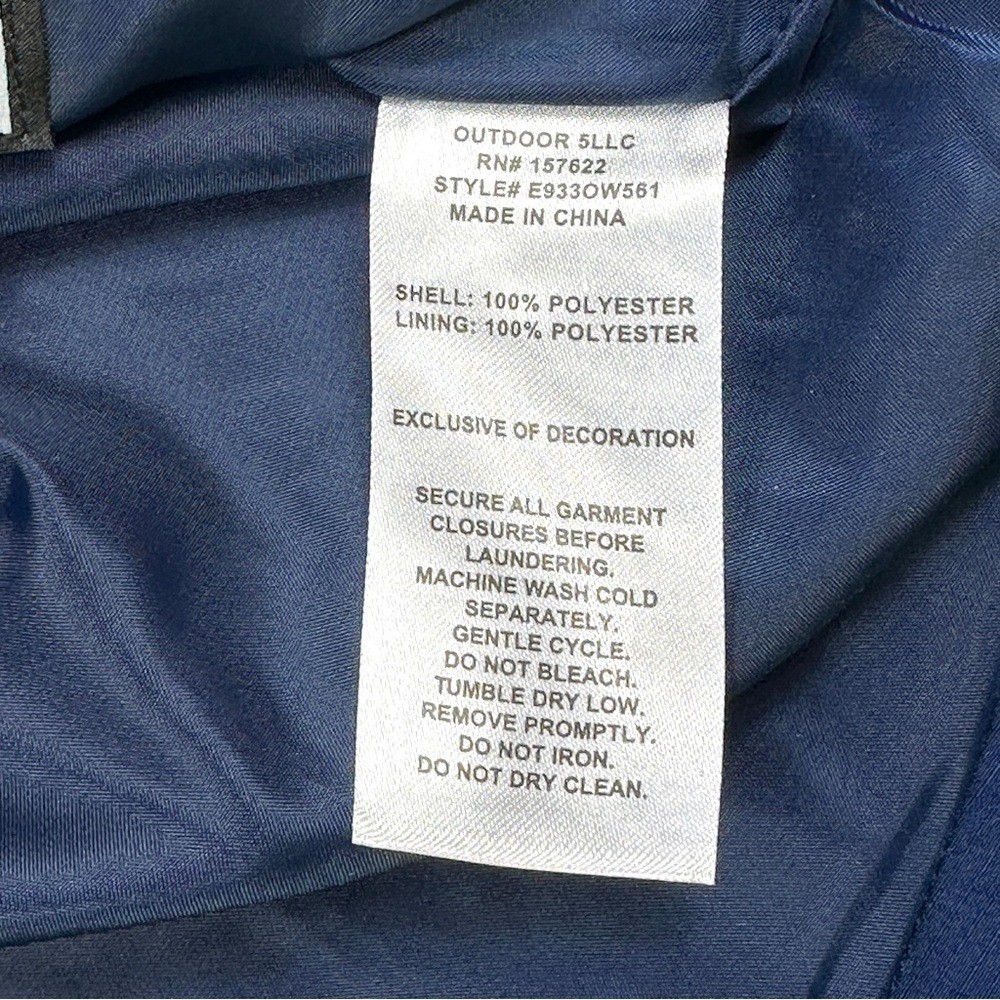 OUTDOOR 5LLC
RN# 157622
STYLE# E933OW561
MADE IN CHINA
SHELL: 100% POLYESTER
LINING: 100% POLYESTER
EXCLUSIVE OF DECORATION
SECURE ALL GARMENT
CLOSURES BEFORE
LAUNDERING.
MACHINE WASH COLD
SEPARATELY.
GENTLE CYCLE.
DO NOT BLEACH.
TUMBLE DRY LOW.
REMOVE PROMPTLY.
DO NOT IRON.
DO NOT DRY CLEAN.